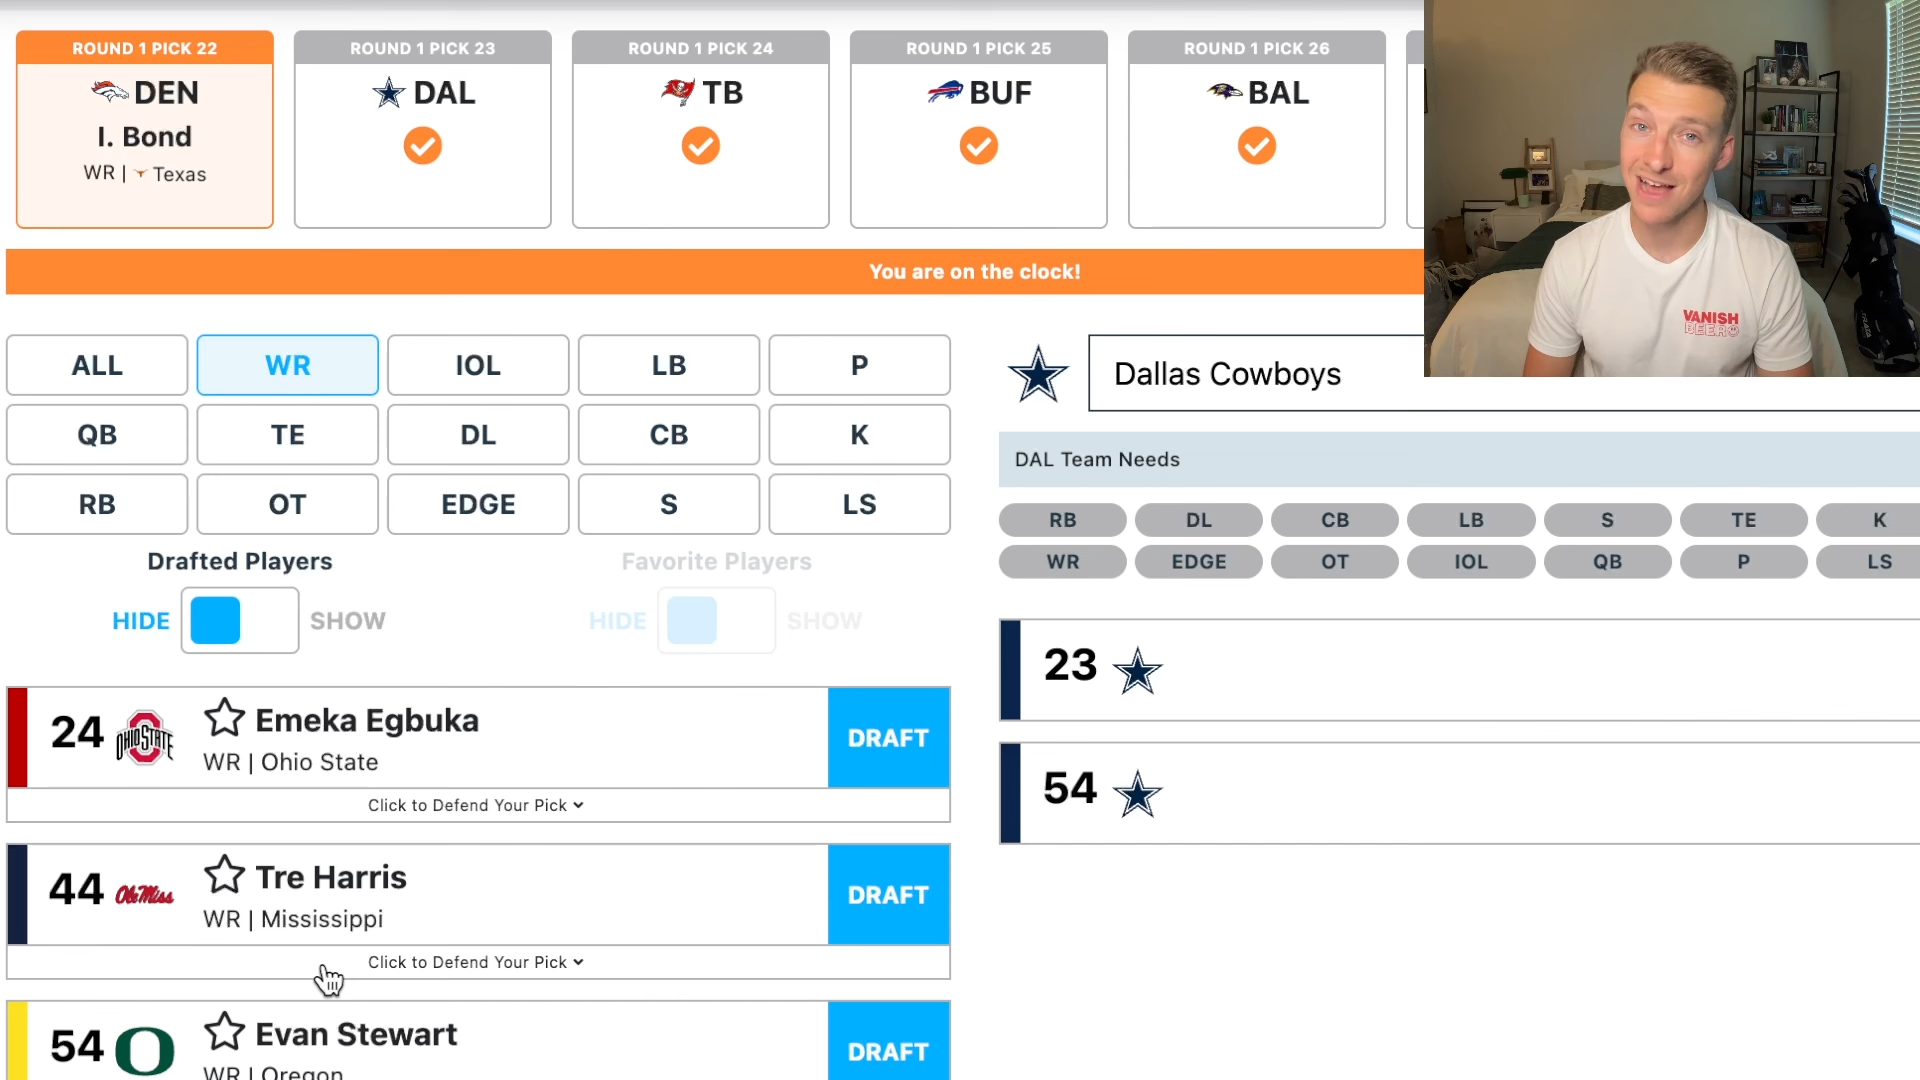 ROUND 1 PICK 22
DEN
I. Bond
WR | Texas
ROUND 1 PICK 23
DAL
ROUND 1 PICK 24
TB
ROUND 1 PICK 25
BUF
ROUND 1 PICK 26
BAL
You are on the clock!
VANISH
BEER
ALL
WR
IOL
LB
P
QB
TE
DL
CB
K
RB
OT
EDGE
S
LS
Drafted Players
HIDE
SHOW
Favorite Players
HIDE
SHOW
24
OHIO STATE
Emeka Egbuka
WR | Ohio State
DRAFT
Click to Defend Your Pick
44
Ole Miss
Tre Harris
WR | Mississippi
DRAFT
Click to Defend Your Pick
54
O
Evan Stewart
WR | Oregon
DRAFT
Dallas Cowboys
DAL Team Needs
RB
DL
CB
LB
S
TE
K
WR
EDGE
OT
IOL
QB
P
LS
23
54